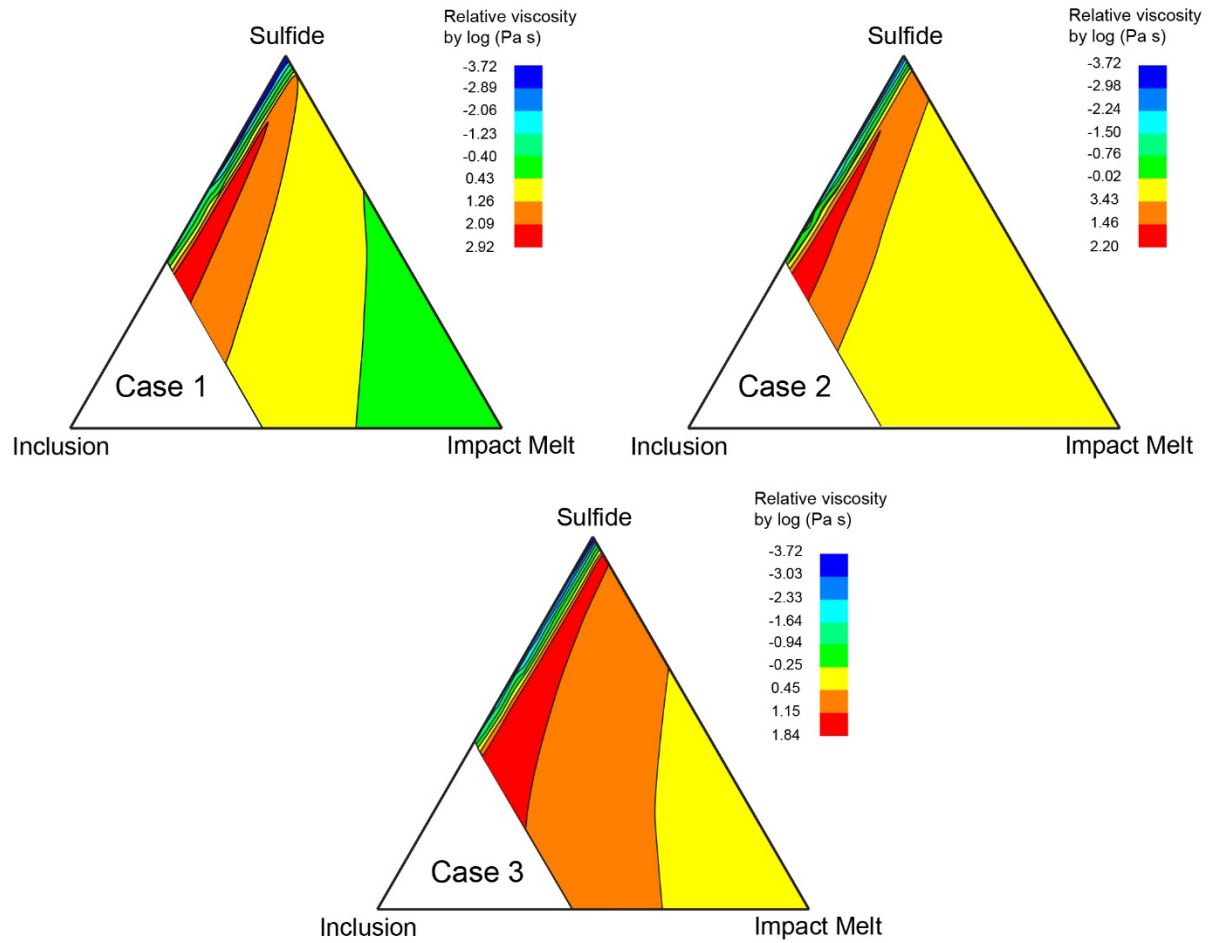 Relative viscosity
by log (Pa s)
Sulfide
-3.72
-2.89
-2.06
-1.23
-0.40
0.43
1.26
2.09
2.92
Case 1
Inclusion
Impact Melt
Relative viscosity
by log (Pa s)
Sulfide
-3.72
-2.98
-2.24
-1.50
-0.76
-0.02
3.43
1.46
2.20
Case 2
Inclusion
Impact Melt
Relative viscosity
by log (Pa s)
Sulfide
-3.72
-3.03
-2.33
-1.64
-0.94
-0.25
0.45
1.15
1.84
Case 3
Inclusion
Impact Melt